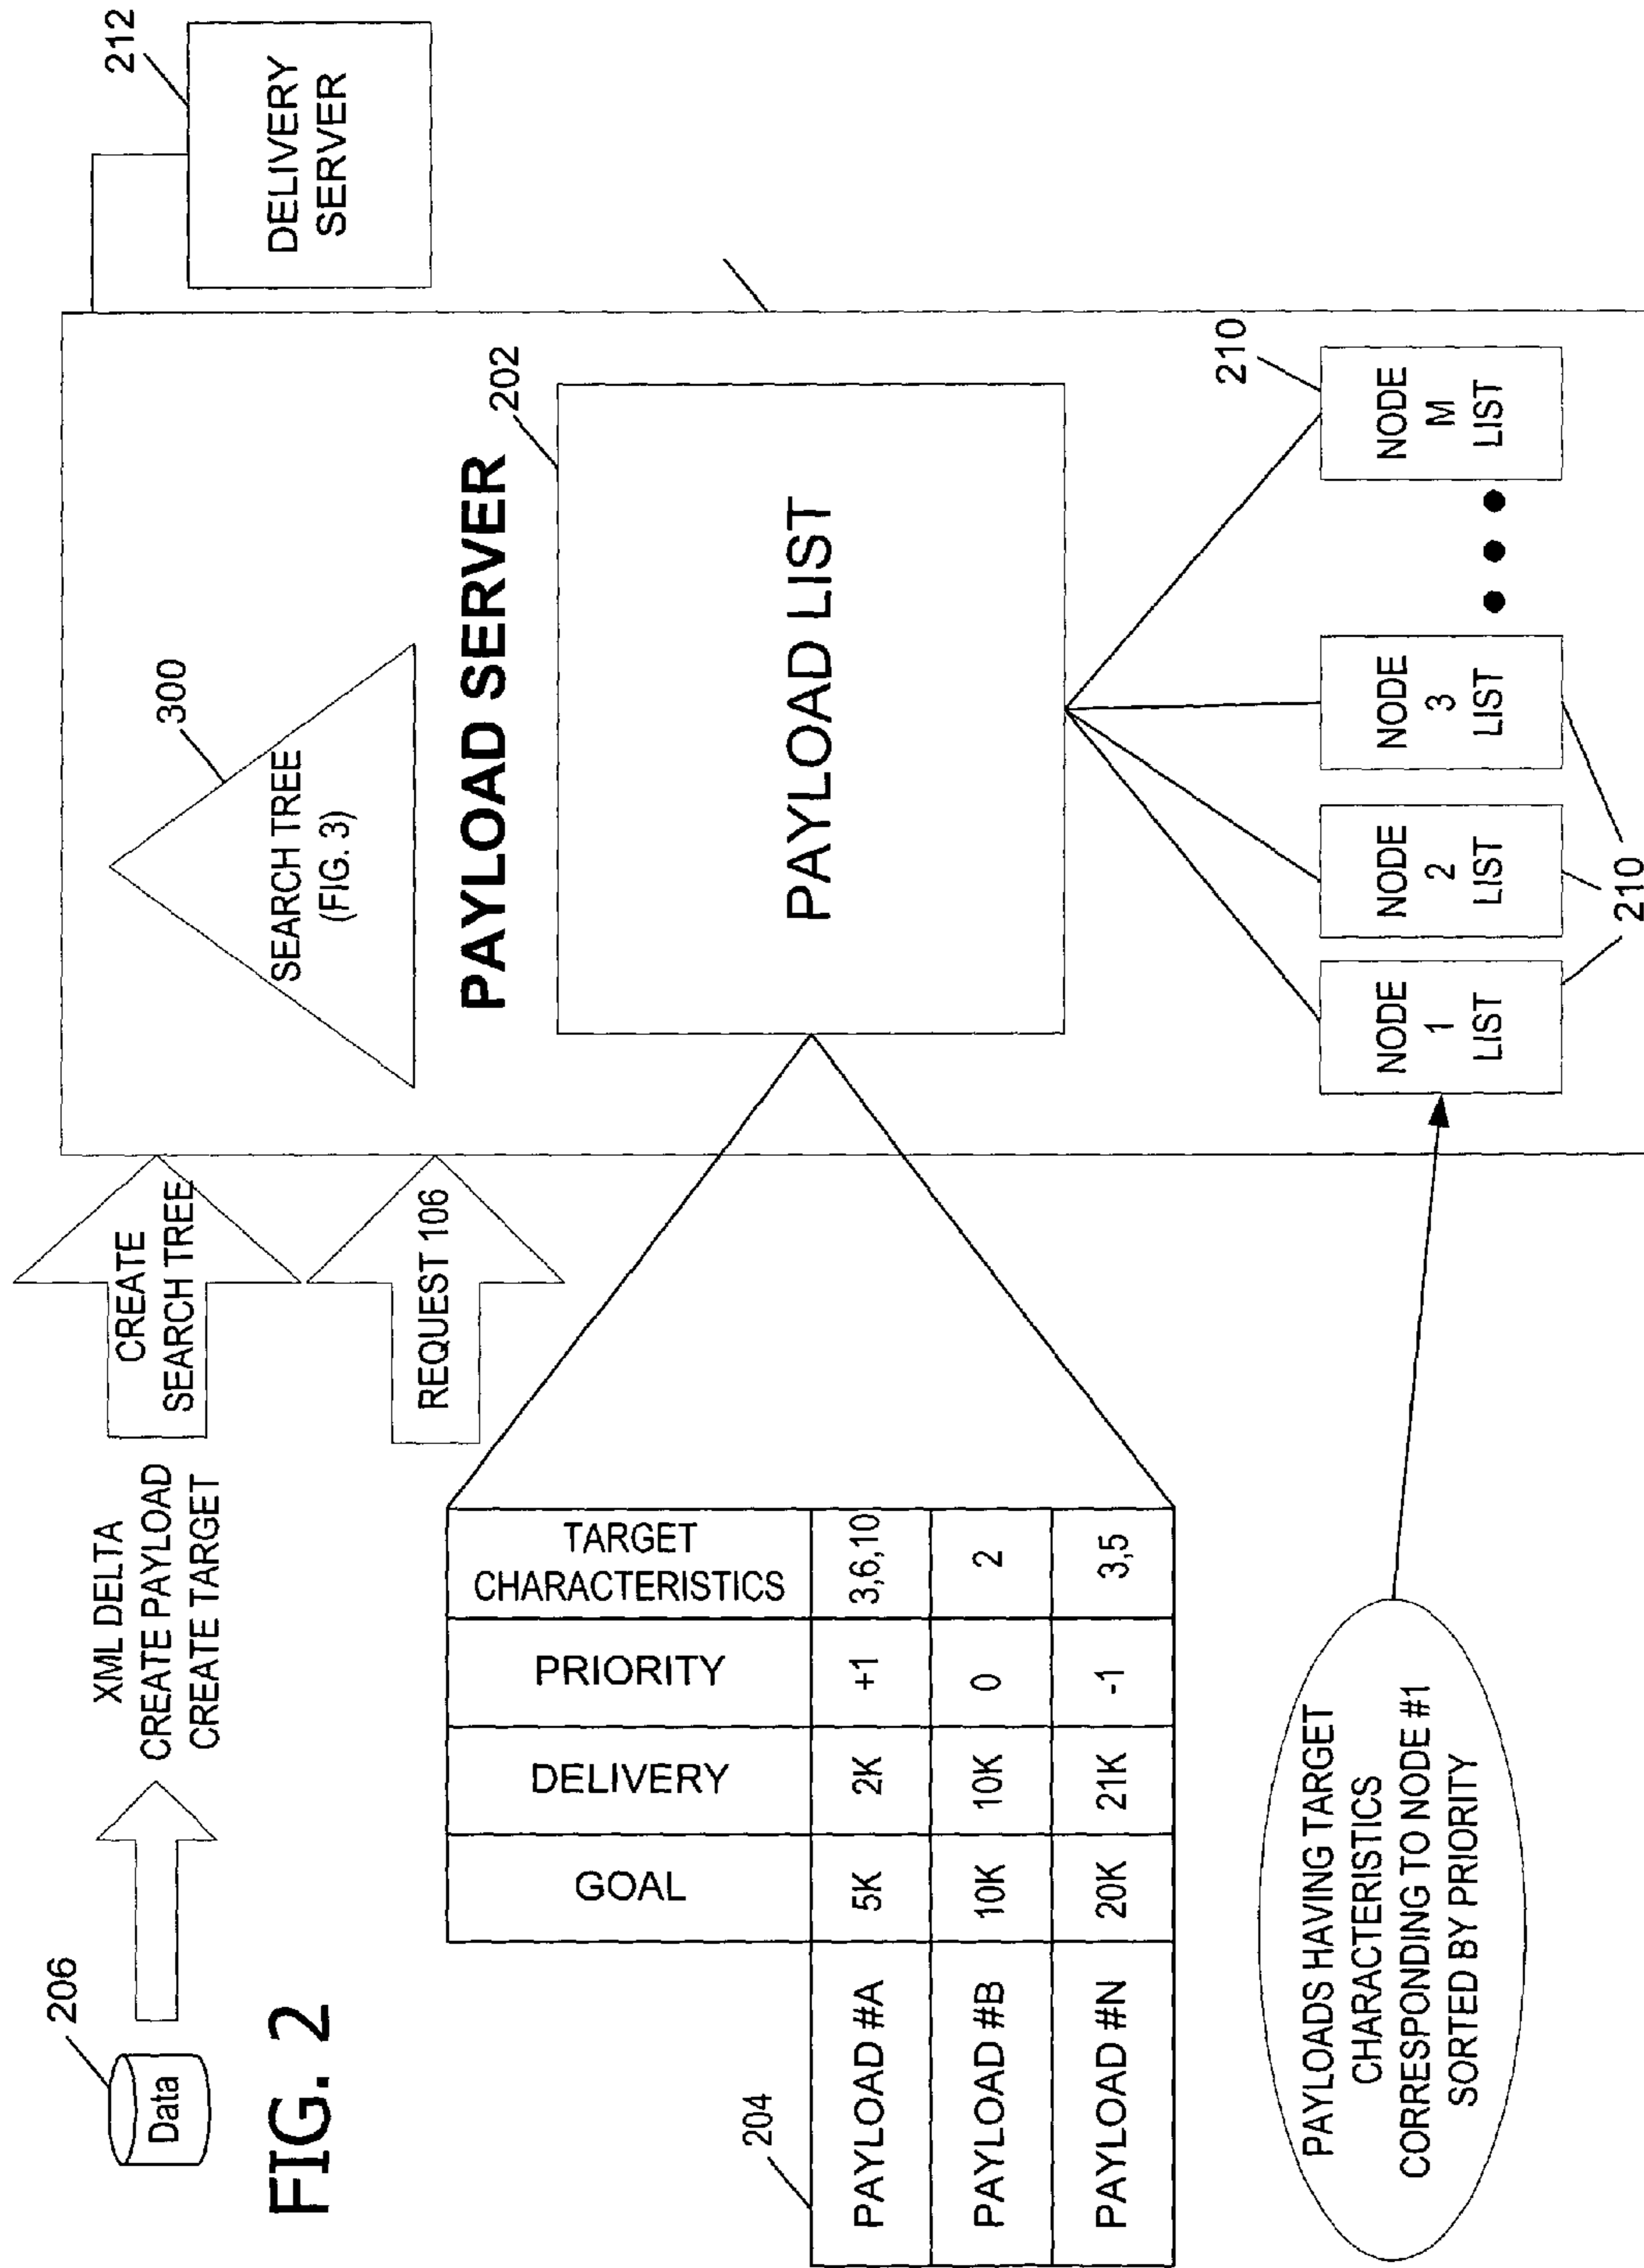 FIG. 2
206
Data
XML DELTA
CREATE PAYLOAD
CREATE TARGET
CREATE
SEARCH TREE
REQUEST 106
300
SEARCH TREE
(FIG. 3)
PAYLOAD SERVER
202
PAYLOAD LIST
212
DELIVERY
SERVER
204
GOAL
DELIVERY
PRIORITY
TARGET
CHARACTERISTICS
PAYLOAD #A
5K
2K
+1
3,6,10
PAYLOAD #B
10K
10K
0
2
PAYLOAD #N
20K
21K
-1
3,5
PAYLOADS HAVING TARGET
CHARACTERISTICS
CORRESPONDING TO NODE #1
SORTED BY PRIORITY
NODE
1
LIST
NODE
2
LIST
NODE
3
LIST
NODE
M
LIST
210
210